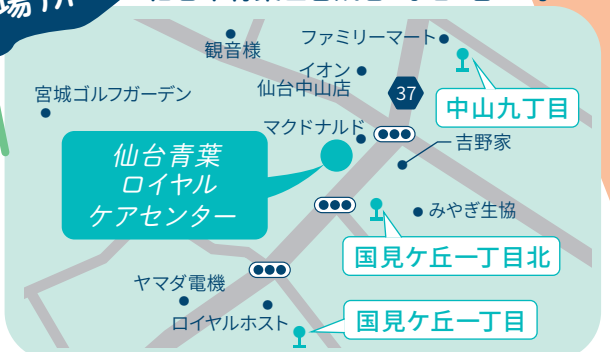 観音様
ファミリーマート
イオン
仙台中山店
宮城ゴルフガーデン
37
中山九丁目
マクドナルド
吉野家
仙台青葉
ロイヤル
ケアセンター
みやぎ生協
国見ケ丘一丁目北
ヤマダ電機
ロイヤルホスト
国見ケ丘一丁目